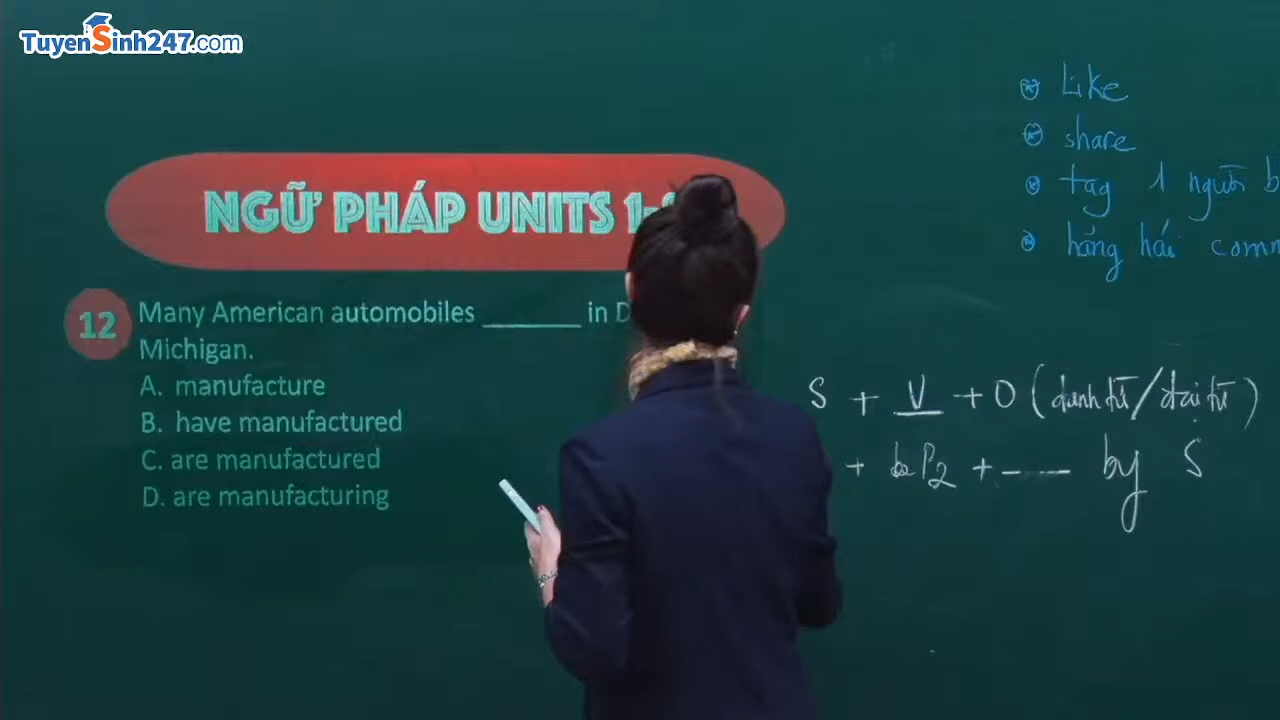 TuyenSinh247.com
NGỮ PHÁP UNITS 1-
12 Many American automobiles ________ in D
Michigan.
A. manufacture
B. have manufactured
C. are manufactured
D. are manufacturing
Like
share
tag 1 người b
hăng hái comm
S + V + O (danh từ / đại từ)
+ be P2 + --- by S